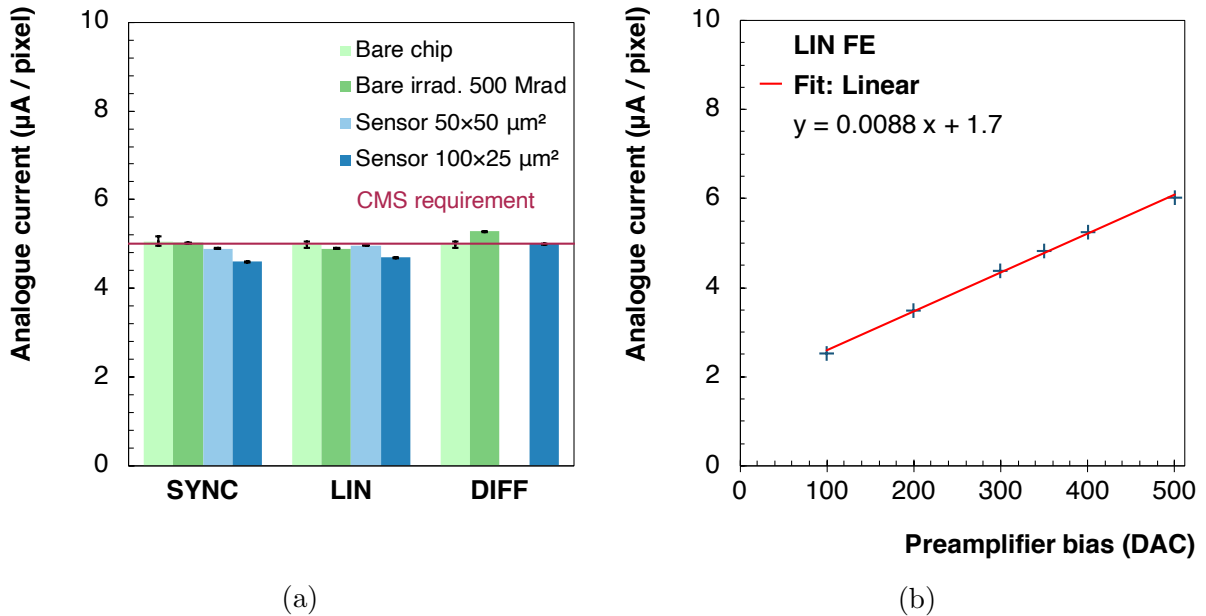 Analogue current (µA / pixel)
10
8
6
4
2
0
Bare chip
Bare irrad. 500 Mrad
Sensor 50×50 µm²
Sensor 100×25 µm²
CMS requirement
SYNC
LIN
DIFF
(a)
Analogue current (µA / pixel)
10
8
6
4
2
0
LIN FE
Fit: Linear
y = 0.0088 x + 1.7
0
100
200
300
400
500
Preamplifier bias (DAC)
(b)